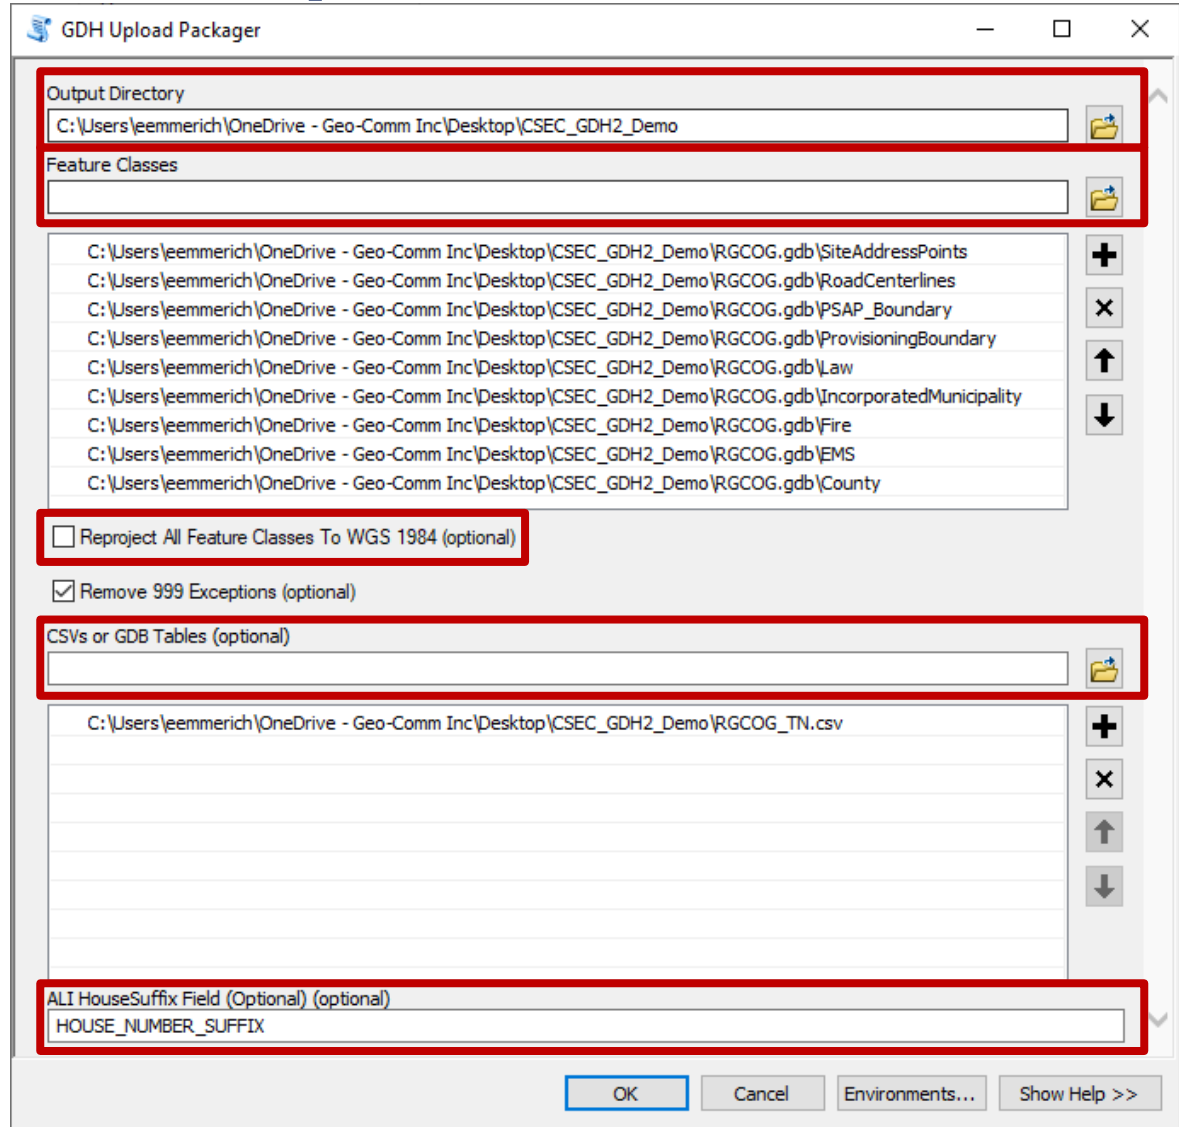 GDH Upload Packager
Output Directory
C:\Users\eemmerich\OneDrive - Geo-Comm Inc\Desktop\CSEC_GDH2_Demo
Feature Classes
C:\Users\eemmerich\OneDrive - Geo-Comm Inc\Desktop\CSEC_GDH2_Demo\RGCOG.gdb\SiteAddressPoints
C:\Users\eemmerich\OneDrive - Geo-Comm Inc\Desktop\CSEC_GDH2_Demo\RGCOG.gdb\RoadCenterlines
C:\Users\eemmerich\OneDrive - Geo-Comm Inc\Desktop\CSEC_GDH2_Demo\RGCOG.gdb\PSAP_Boundary
C:\Users\eemmerich\OneDrive - Geo-Comm Inc\Desktop\CSEC_GDH2_Demo\RGCOG.gdb\ProvisioningBoundary
C:\Users\eemmerich\OneDrive - Geo-Comm Inc\Desktop\CSEC_GDH2_Demo\RGCOG.gdb\Law
C:\Users\eemmerich\OneDrive - Geo-Comm Inc\Desktop\CSEC_GDH2_Demo\RGCOG.gdb\IncorporatedMunicipality
C:\Users\eemmerich\OneDrive - Geo-Comm Inc\Desktop\CSEC_GDH2_Demo\RGCOG.gdb\Fire
C:\Users\eemmerich\OneDrive - Geo-Comm Inc\Desktop\CSEC_GDH2_Demo\RGCOG.gdb\EMS
C:\Users\eemmerich\OneDrive - Geo-Comm Inc\Desktop\CSEC_GDH2_Demo\RGCOG.gdb\County
Reproject All Feature Classes To WGS 1984 (optional)
Remove 999 Exceptions (optional)
CSVs or GDB Tables (optional)
C:\Users\eemmerich\OneDrive - Geo-Comm Inc\Desktop\CSEC_GDH2_Demo\RGCOG_TN.csv
ALI HouseSuffix Field (Optional) (optional)
HOUSE_NUMBER_SUFFIX
OK Cancel Environments... Show Help >>